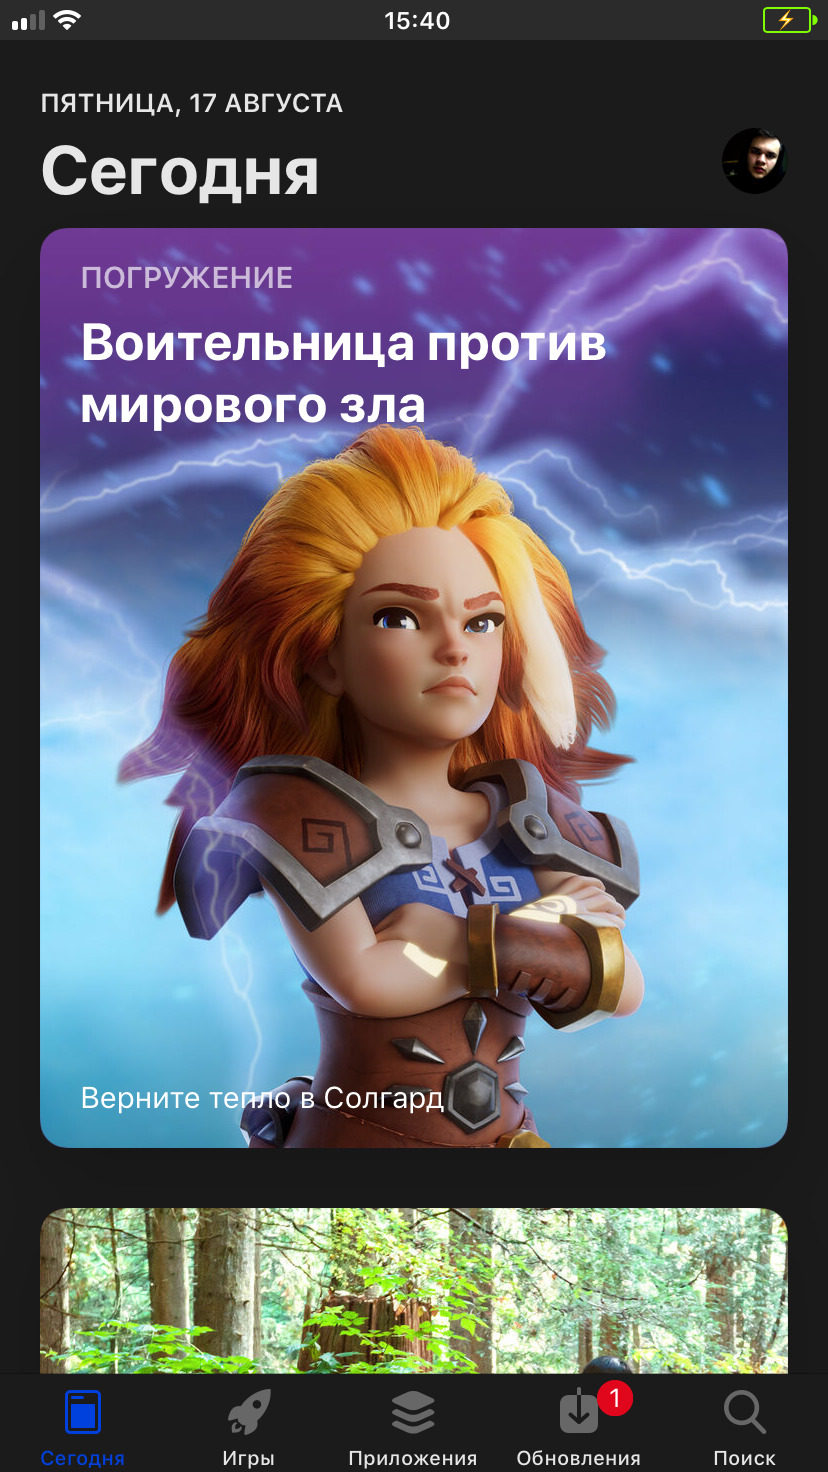 15:40
ПЯТНИЦА, 17 АВГУСТА
Сегодня
ПОГРУЖЕНИЕ
Воительница против
мирового зла
Верните тепло в Солгард
1
Сегодня
Игры
Приложения
Обновления
Поиск